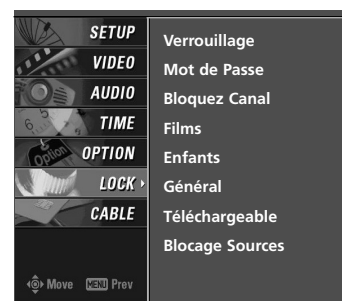 SETUP
VIDEO
AUDIO
TIME
OPTION
LOCK
CABLE
Move MENU Prev
Verrouillage
Mot de Passe
Bloquez Canal
Films
Enfants
Général
Téléchargeable
Blocage Sources